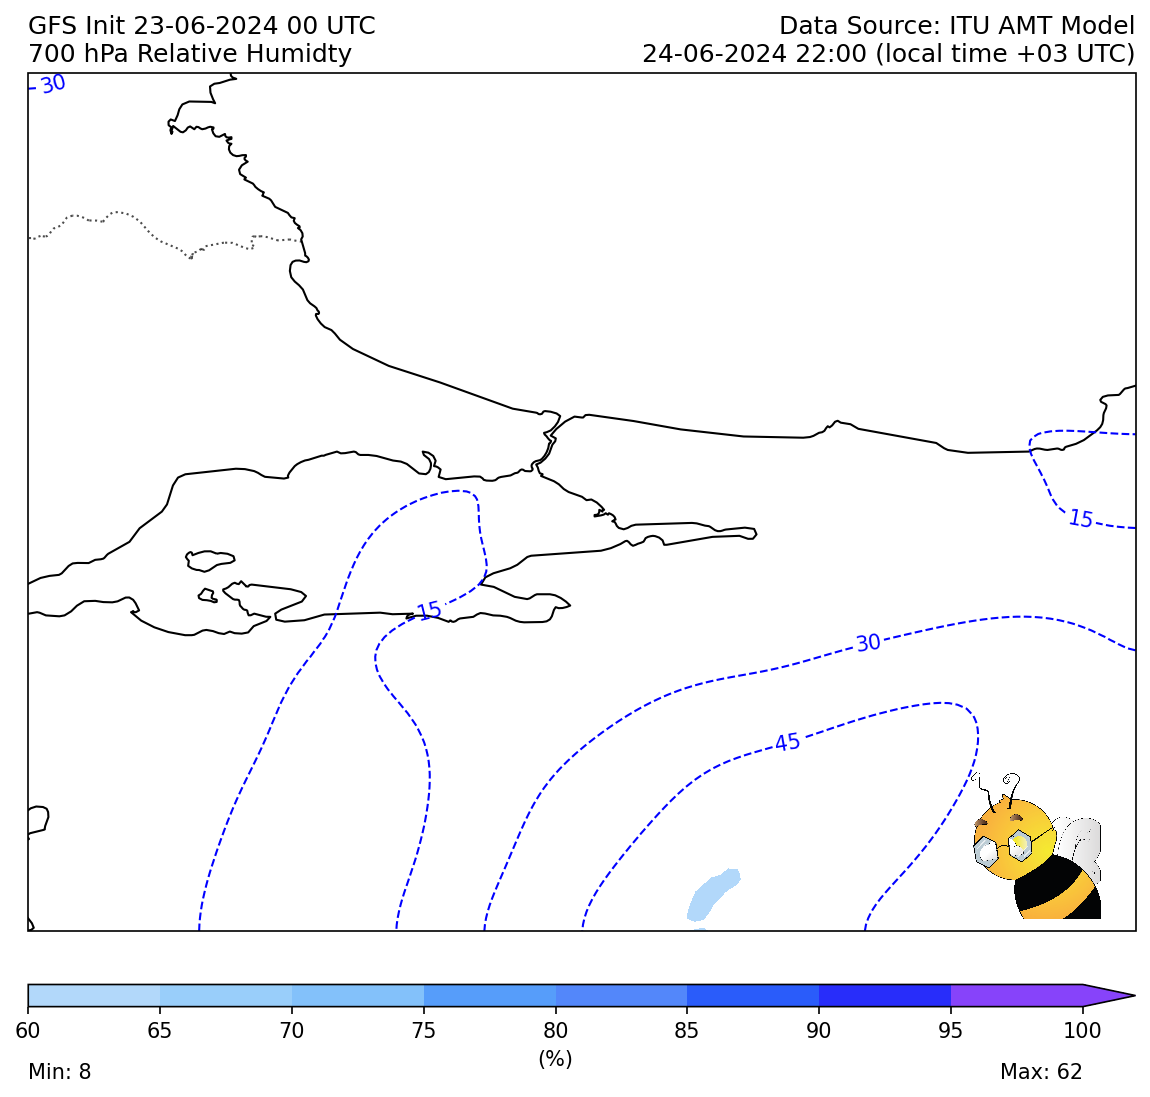 GFS Init 23-06-2024 00 UTC
Data Source: ITU AMT Model
700 hPa Relative Humidty
24-06-2024 22:00 (local time +03 UTC)
30
15
15
30
45
60 65 70 75 80 85 90 95 100
(%)
Min: 8
Max: 62